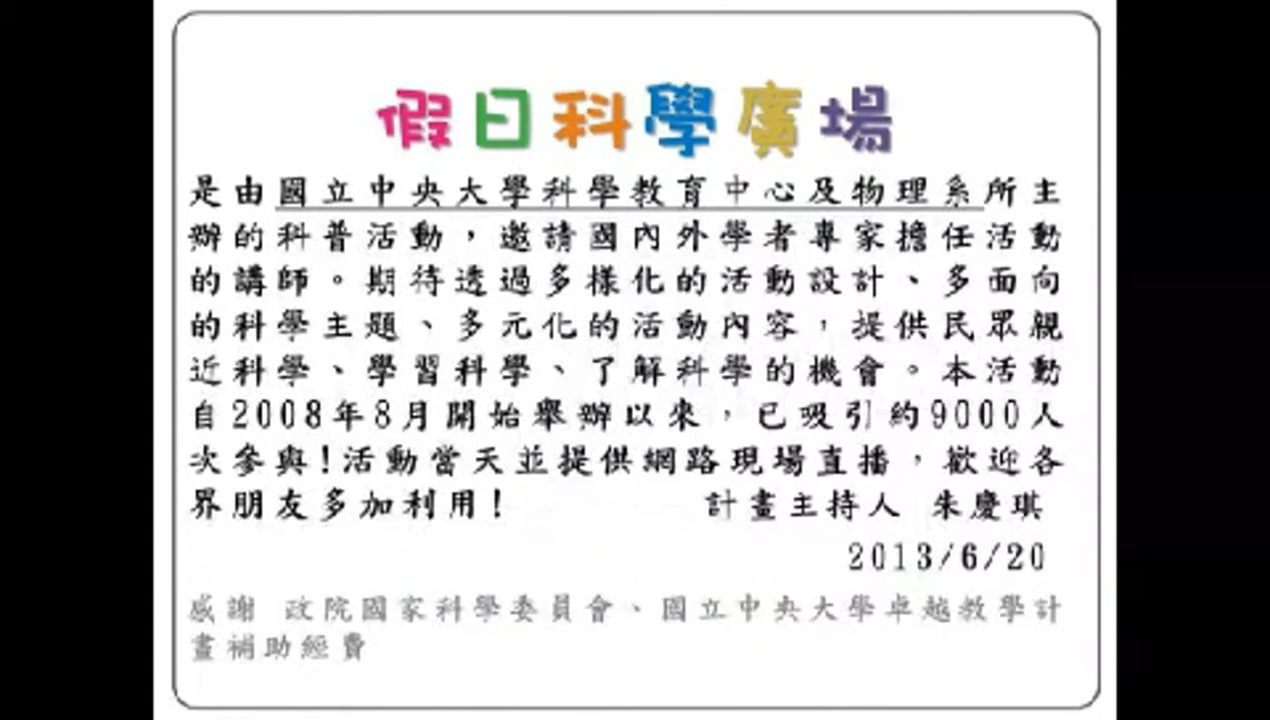 假日科學廣場
是由國立中央大學科學教育中心及物理系所主
辦的科普活動，邀請國內外學者專家擔任活動
的講師。期待透過多樣化的活動設計、多面向
的科學主題、多元化的活動內容，提供民眾親
近科學、學習科學、了解科學的機會。本活動
自2008年8月開始舉辦以來，已吸引約9000人
次參與!活動當天並提供網路現場直播，歡迎各
界朋友多加利用!
計畫主持人 朱慶琪
2013/6/20
感謝 政院國家科學委員會、國立中央大學卓越教學計
畫補助經費